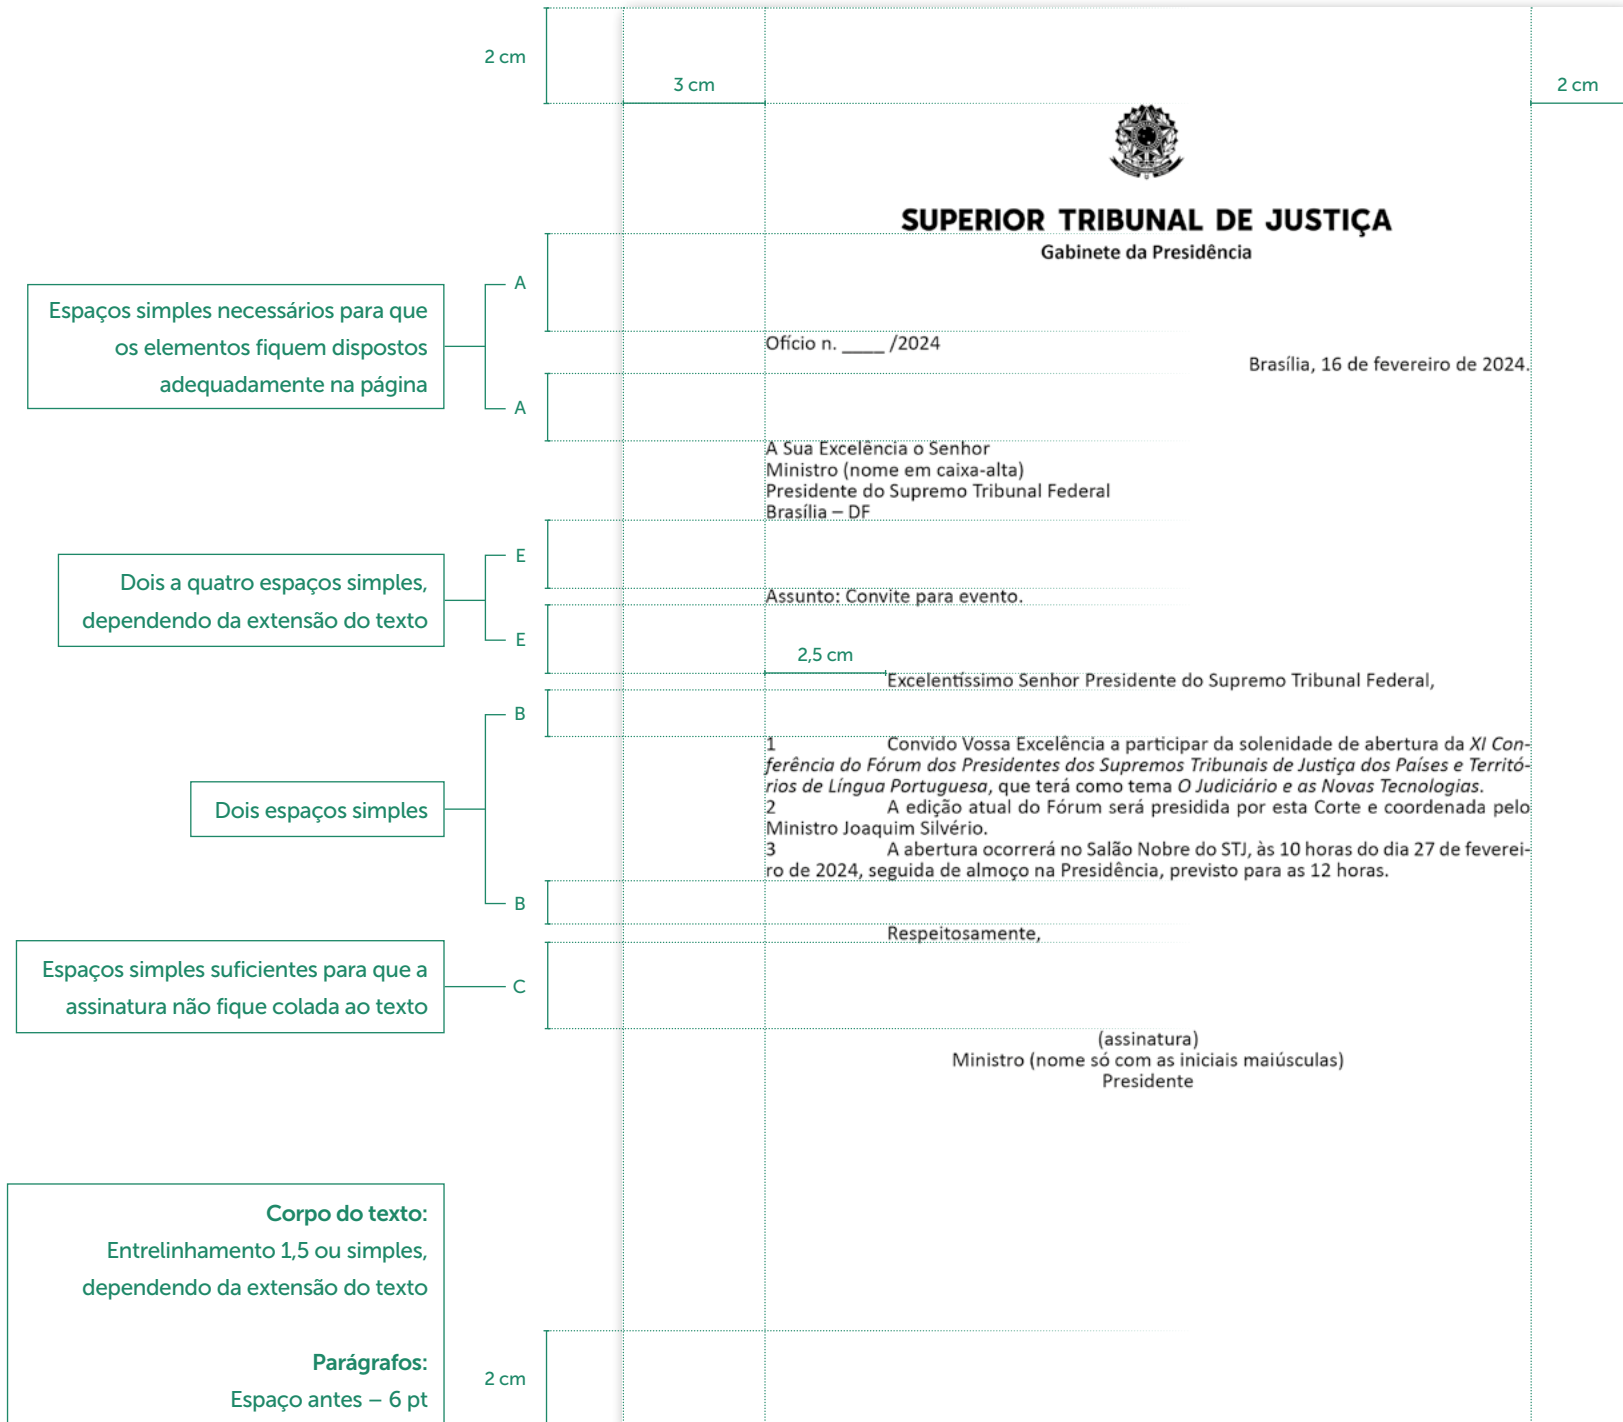 2 cm
3 cm
2 cm
SUPERIOR TRIBUNAL DE JUSTIÇA
Gabinete da Presidência
A
Espaços simples necessários para que
os elementos fiquem dispostos
adequadamente na página
A
Ofício n. ____ /2024
Brasília, 16 de fevereiro de 2024.
A Sua Excelência o Senhor
Ministro (nome em caixa-alta)
Presidente do Supremo Tribunal Federal
Brasília – DF
E
Dois a quatro espaços simples,
dependendo da extensão do texto
E
Assunto: Convite para evento.
2,5 cm
Excelentíssimo Senhor Presidente do Supremo Tribunal Federal,
B
Dois espaços simples
B
1 Convido Vossa Excelência a participar da solenidade de abertura da XI Con-
ferência do Fórum dos Presidentes dos Supremos Tribunais de Justiça dos Países e Territó-
rios de Língua Portuguesa, que terá como tema O Judiciário e as Novas Tecnologias.
2 A edição atual do Fórum será presidida por esta Corte e coordenada pelo
Ministro Joaquim Silvério.
3 A abertura ocorrerá no Salão Nobre do STJ, às 10 horas do dia 27 de feverei-
ro de 2024, seguida de almoço na Presidência, previsto para as 12 horas.
Respeitosamente,
Espaços simples suficientes para que a
assinatura não fique colada ao texto
C
(assinatura)
Ministro (nome só com as iniciais maiúsculas)
Presidente
Corpo do texto:
Entrelinhamento 1,5 ou simples,
dependendo da extensão do texto
Parágrafos:
Espaço antes – 6 pt
2 cm